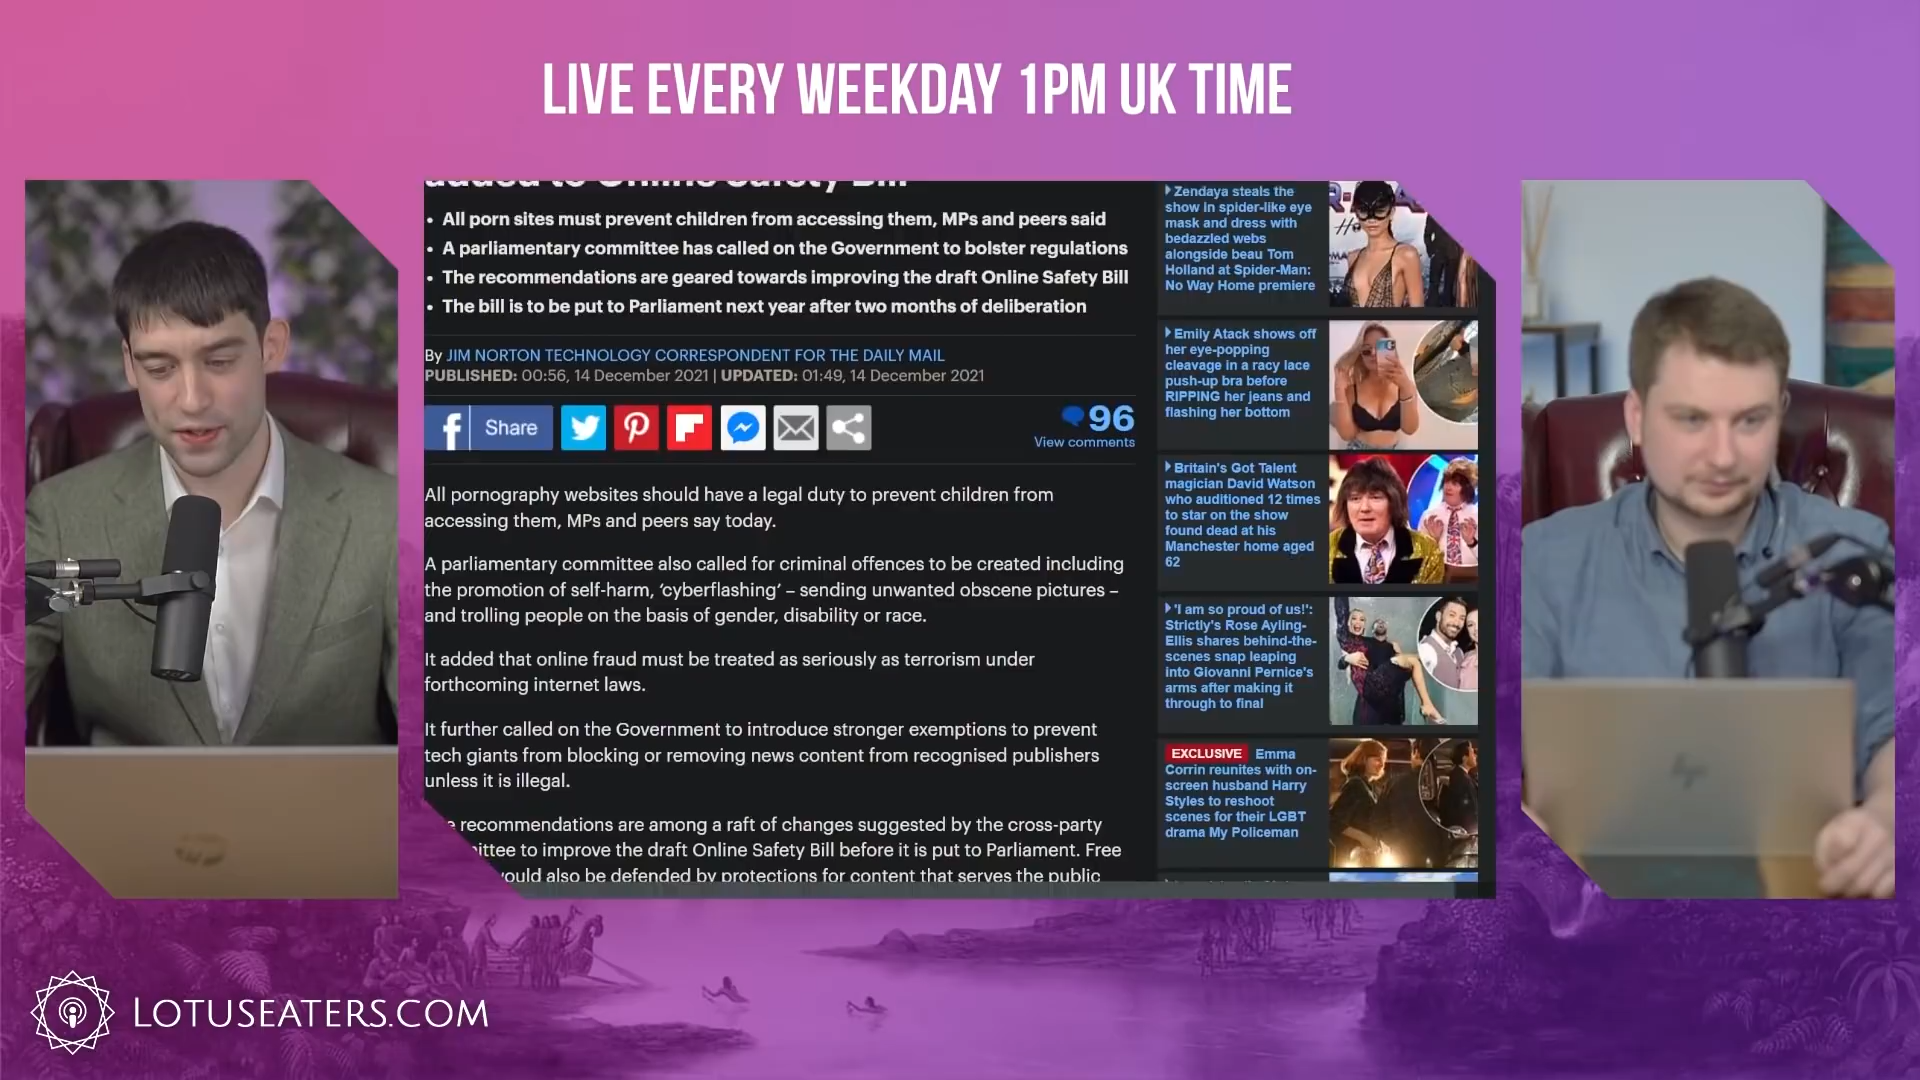 LIVE EVERY WEEKDAY 1PM UK TIME
added to Online Safety Bill
• All porn sites must prevent children from accessing them, MPs and peers said
• A parliamentary committee has called on the Government to bolster regulations
• The recommendations are geared towards improving the draft Online Safety Bill
• The bill is to be put to Parliament next year after two months of deliberation
By JIM NORTON TECHNOLOGY CORRESPONDENT FOR THE DAILY MAIL
PUBLISHED: 00:56, 14 December 2021 | UPDATED: 01:49, 14 December 2021
Share
96
View comments
All pornography websites should have a legal duty to prevent children from
accessing them, MPs and peers say today.
A parliamentary committee also called for criminal offences to be created including
the promotion of self-harm, ‘cyberflashing’ – sending unwanted obscene pictures –
and trolling people on the basis of gender, disability or race.
It added that online fraud must be treated as seriously as terrorism under
forthcoming internet laws.
It further called on the Government to introduce stronger exemptions to prevent
tech giants from blocking or removing news content from recognised publishers
unless it is illegal.
e recommendations are among a raft of changes suggested by the cross-party
ittee to improve the draft Online Safety Bill before it is put to Parliament. Free
ould also be defended by protections for content that serves the public
Zendaya steals the
show in spider-like eye
mask and dress with
bedazzled webs
alongside beau Tom
Holland at Spider-Man:
No Way Home premiere
Emily Atack shows off
her eye-popping
cleavage in a racy lace
push-up bra before
RIPPING her jeans and
flashing her bottom
Britain's Got Talent
magician David Watson
who auditioned 12 times
to star on the show
found dead at his
Manchester home aged
62
'I am so proud of us!':
Strictly's Rose Ayling-
Ellis shares behind-the-
scenes snap leaping
into Giovanni Pernice's
arms after making it
through to final
EXCLUSIVE Emma
Corrin reunites with on-
screen husband Harry
Styles to reshoot
scenes for their LGBT
drama My Policeman
LOTUSEATERS.COM